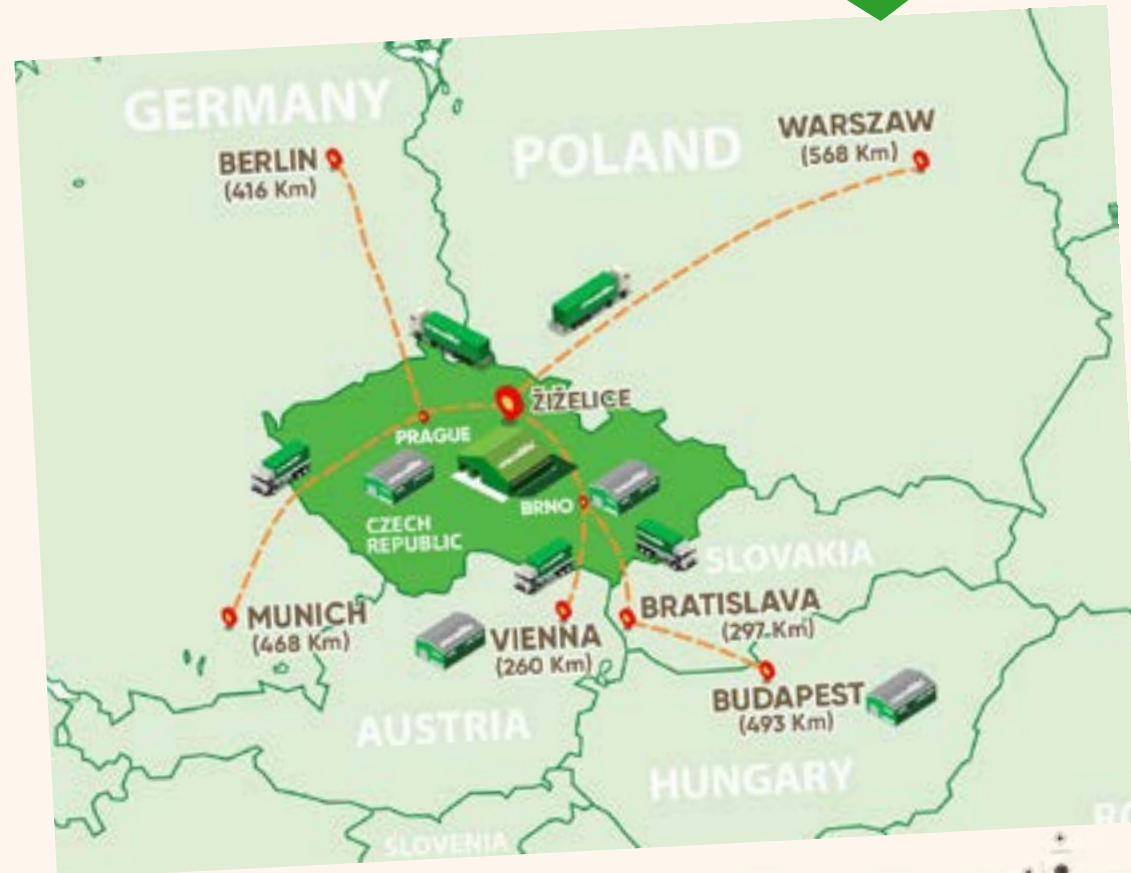 GERMANY
POLAND
WARSZAW
(568 Km)
BERLIN
(416 Km)
ŽIŽELICE
PRAGUE
BRNO
CZECH
REPUBLIC
SLOVAKIA
MUNICH
(468 Km)
BRATISLAVA
(297 Km)
VIENNA
(260 Km)
BUDAPEST
(493 Km)
AUSTRIA
HUNGARY
SLOVENIA